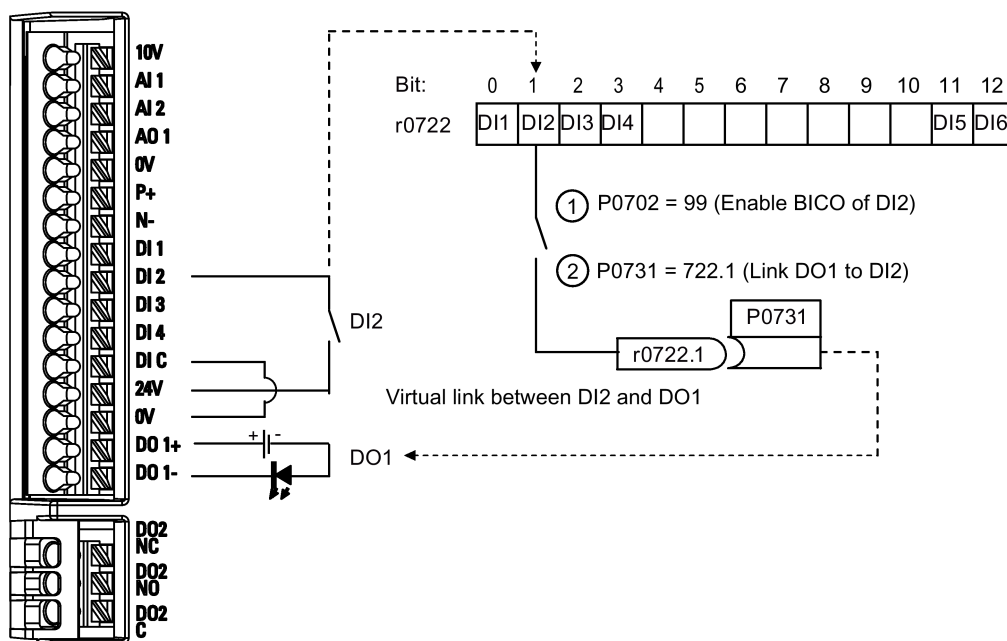 10V
AI 1
AI 2
AO 1
0V
P+
N-
DI 1
DI 2
DI 3
DI 4
DI C
24V
0V
DO 1+
DO 1-
DO2
NC
DO2
NO
DO2
C
DI2
+ -
DO1
Bit: 0 1 2 3 4 5 6 7 8 9 10 11 12
r0722 DI1 DI2 DI3 DI4 DI5 DI6
1 P0702 = 99 (Enable BICO of DI2)
2 P0731 = 722.1 (Link DO1 to DI2)
P0731
r0722.1
Virtual link between DI2 and DO1